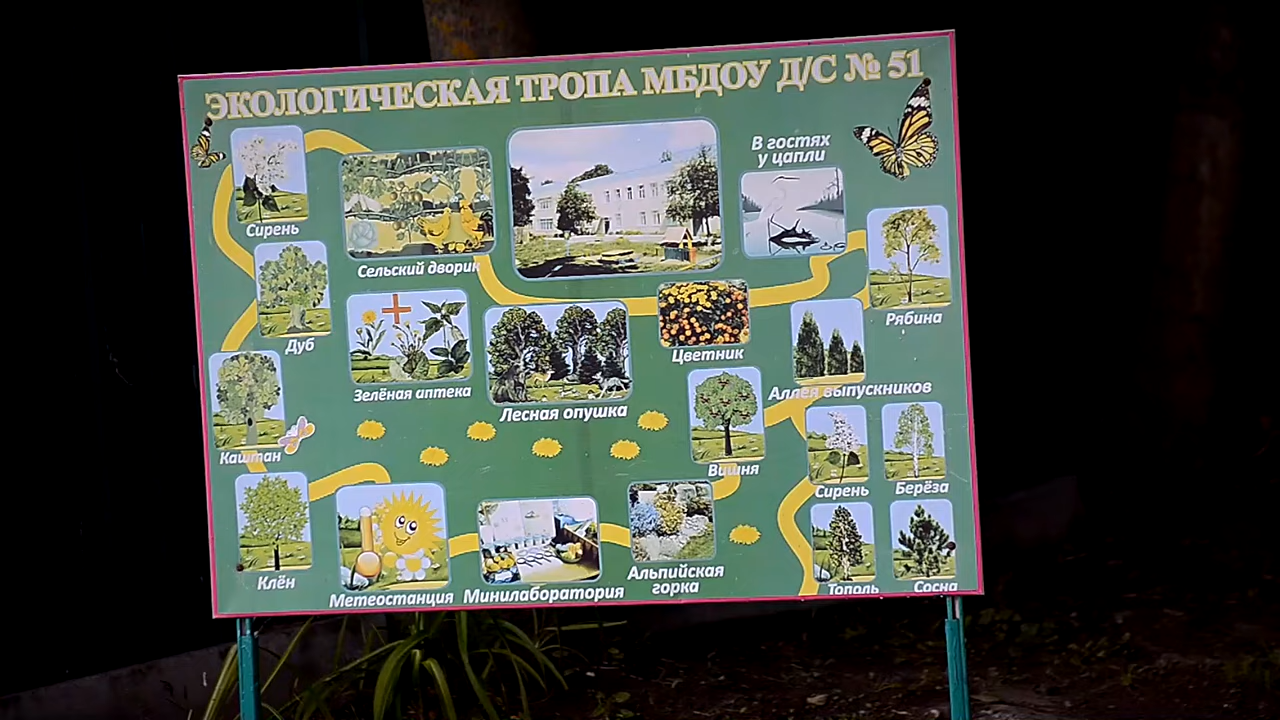 ЭКОЛОГИЧЕСКАЯ ТРОПА МБДОУ Д/С № 51
В гостях
у цапли
Сирень
Сельский дворик
Рябина
Дуб
Цветник
Зелёная аптека
Лесная опушка
Аллея выпускников
Каштан
Вишня
Сирень
Берёза
Клён
Метеостанция
Минилаборатория
Альпийская
горка
Тополь
Сосна